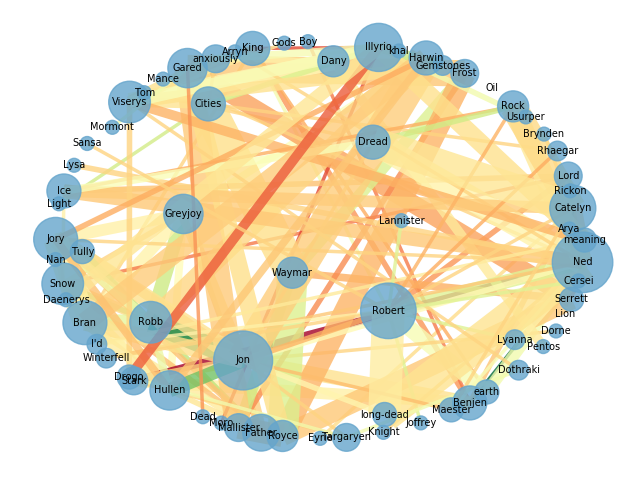 Gods
Boy
King
Arryn
anxiously
Illyrio
khal
Harwin
Gemstones
Frost
Gared
Dany
Mance
Tom
Viserys
Cities
Oil
Rock
Usurper
Mormont
Brynden
Sansa
Dread
Rhaegar
Lysa
Lord
Ice
Rickon
Light
Catelyn
Greyjoy
Lannister
Arya
Jory
meaning
Tully
Nan
Ned
Waymar
Snow
Cersei
Daenerys
Serrett
Robert
Lion
Bran
Robb
Dorne
I'd
Lyanna
Pentos
Winterfell
Jon
Dothraki
Drogo
Stark
Hullen
earth
Benjen
Maester
Dead
long-dead
Moro
Joffrey
Mallister
Father
Royce
Knight
Eyrie
Targaryen